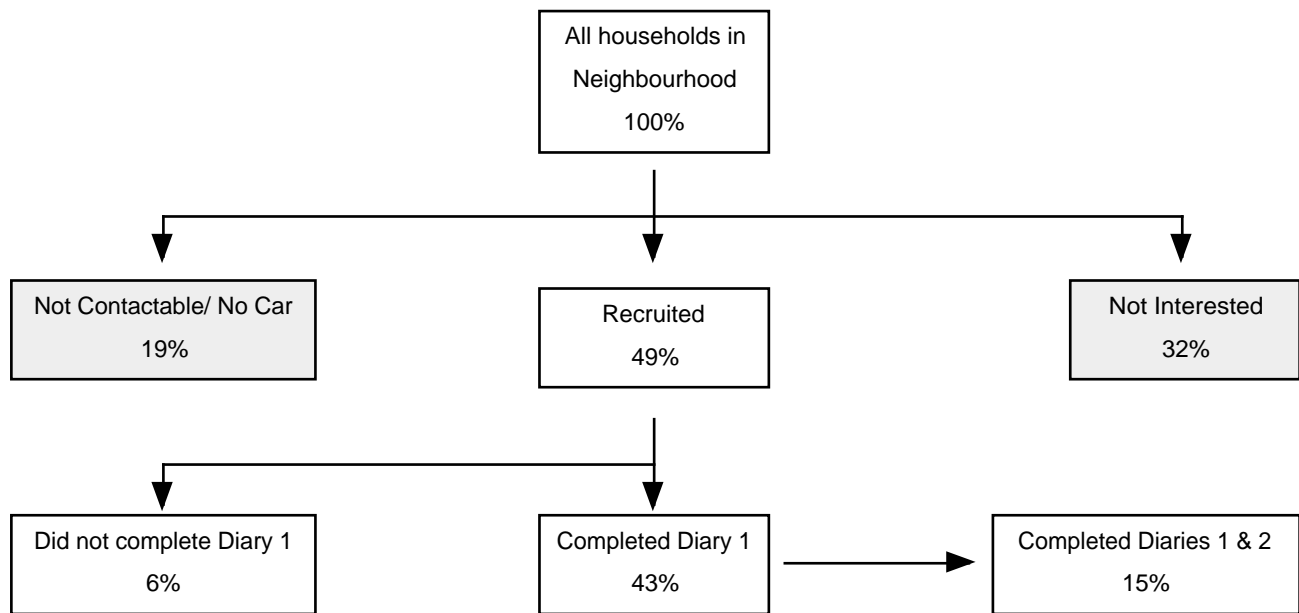 All households in
Neighbourhood
100%
Not Contactable/ No Car
19%
Recruited
49%
Not Interested
32%
Did not complete Diary 1
6%
Completed Diary 1
43%
Completed Diaries 1 & 2
15%